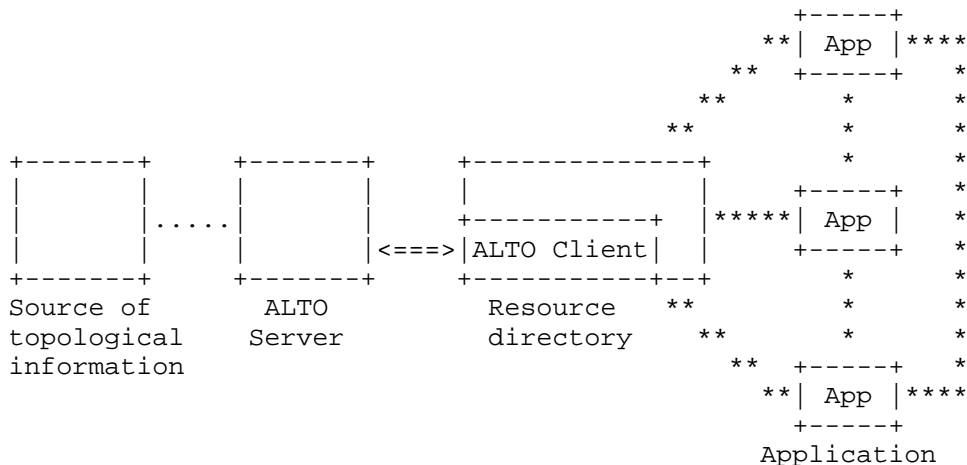 App
App
ALTO Client
Source of topological information
ALTO Server
Resource directory
App
Application